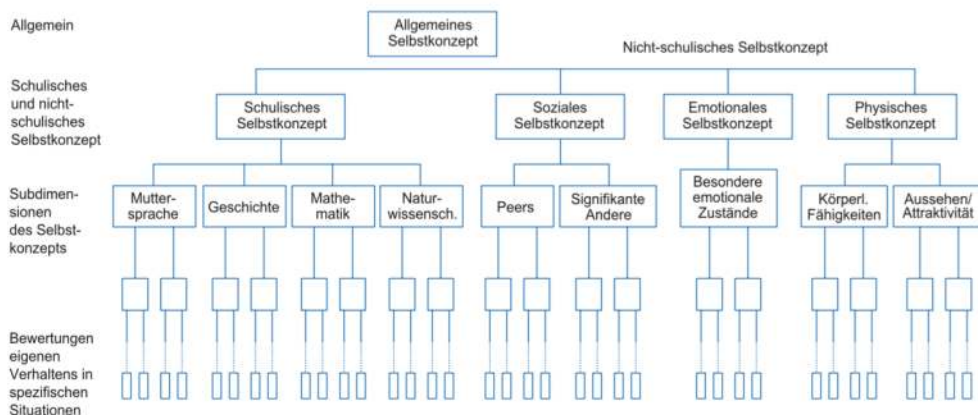 Allgemein
Allgemeines
Selbstkonzept
Nicht-schulisches Selbstkonzept
Schulisches
und nicht-
schulisches
Selbstkonzept
Schulisches
Selbstkonzept
Soziales
Selbstkonzept
Emotionales
Selbstkonzept
Physisches
Selbstkonzept
Subdimen-
sionen
des Selbst-
konzepts
Mutter-
sprache
Geschichte
Mathe-
matik
Natur-
wissensch.
Peers
Signifikante
Andere
Besondere
emotionale
Zustände
Körperl.
Fähigkeiten
Aussehen/
Attraktivität
Bewertungen
eigenen
Verhaltens in
spezifischen
Situationen